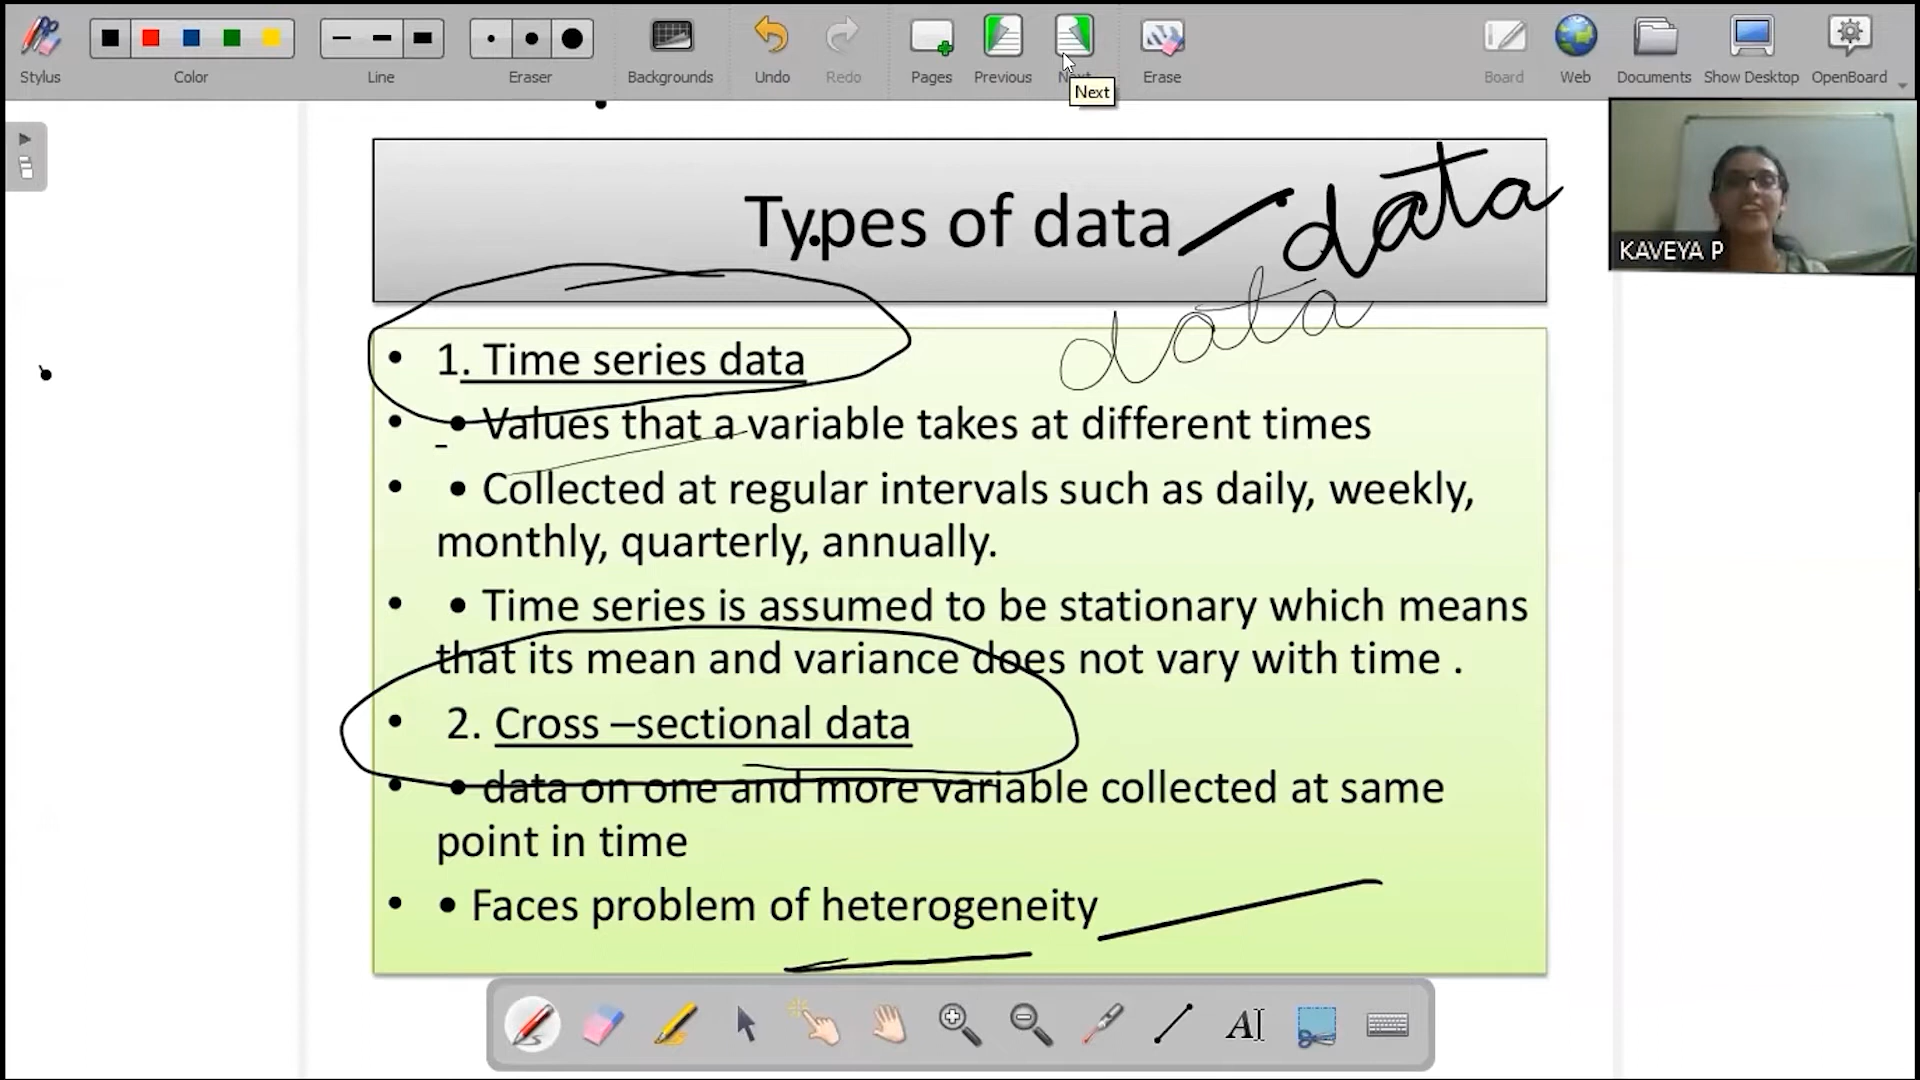 Stylus
Color
Line
Eraser
Backgrounds
Undo
Redo
Pages
Previous
Next
Erase
Board
Web
Documents
Show Desktop
OpenBoard
Next
KAVEYA P
Types of data
data
data
• 1. Time series data
• • Values that a variable takes at different times
• • Collected at regular intervals such as daily, weekly,
monthly, quarterly, annually.
• • Time series is assumed to be stationary which means
that its mean and variance does not vary with time .
• 2. Cross –sectional data
• • data on one and more variable collected at same
point in time
• • Faces problem of heterogeneity
AI